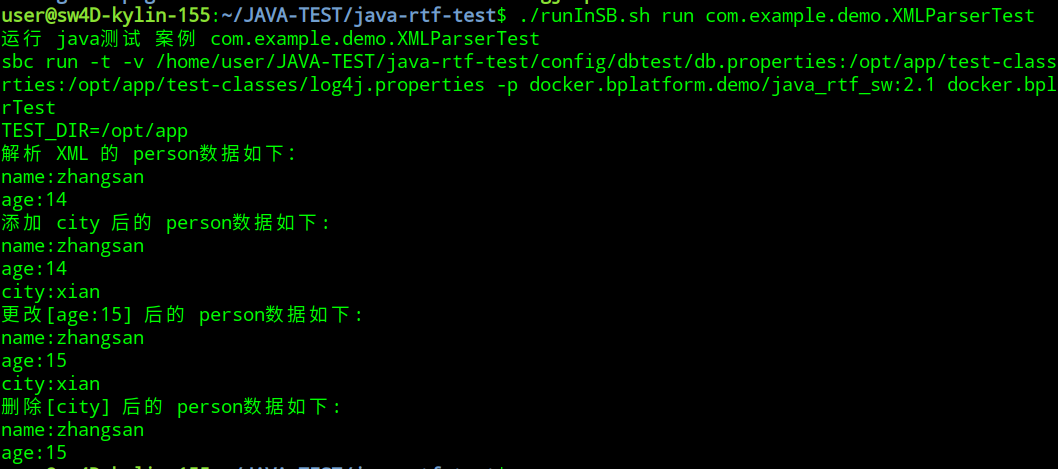 user@sw4D-kylin-155:~/JAVA-TEST/java-rtf-test$ ./runInSB.sh run com.example.demo.XMLParserTest
运行 java测试 案例 com.example.demo.XMLParserTest
sbc run -t -v /home/user/JAVA-TEST/java-rtf-test/config/dbtest/db.properties:/opt/app/test-class
rties:/opt/app/test-classes/log4j.properties -p docker.bplatform.demo/java_rtf_sw:2.1 docker.bpl
rTest
TEST_DIR=/opt/app
解析 XML 的 person数据如下:
name:zhangsan
age:14
添加 city 后的 person数据如下:
name:zhangsan
age:14
city:xian
更改[age:15] 后的 person数据如下:
name:zhangsan
age:15
city:xian
删除[city] 后的 person数据如下:
name:zhangsan
age:15